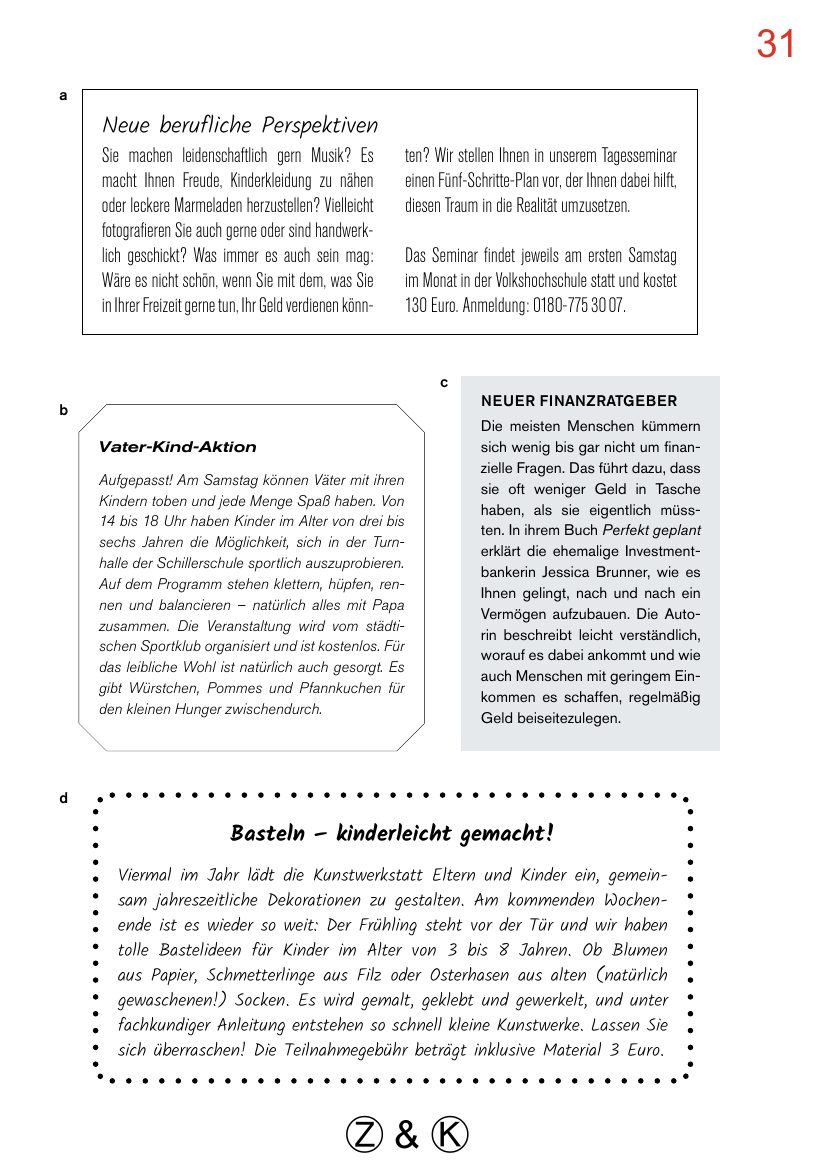 31
a
Neue berufliche Perspektiven
Sie machen leidenschaftlich gern Musik? Es
macht Ihnen Freude, Kinderkleidung zu nähen
oder leckere Marmeladen herzustellen? Vielleicht
fotografieren Sie auch gerne oder sind handwerk-
lich geschickt? Was immer es auch sein mag:
Wäre es nicht schön, wenn Sie mit dem, was Sie
in Ihrer Freizeit gerne tun, Ihr Geld verdienen könn-
ten? Wir stellen Ihnen in unserem Tagesseminar
einen Fünf-Schritte-Plan vor, der Ihnen dabei hilft,
diesen Traum in die Realität umzusetzen.
Das Seminar findet jeweils am ersten Samstag
im Monat in der Volkshochschule statt und kostet
130 Euro. Anmeldung: 0180-775 30 07.
b
Vater-Kind-Aktion
Aufgepasst! Am Samstag können Väter mit ihren
Kindern toben und jede Menge Spaß haben. Von
14 bis 18 Uhr haben Kinder im Alter von drei bis
sechs Jahren die Möglichkeit, sich in der Turn-
halle der Schillerschule sportlich auszuprobieren.
Auf dem Programm stehen klettern, hüpfen, ren-
nen und balancieren – natürlich alles mit Papa
zusammen. Die Veranstaltung wird vom städti-
schen Sportklub organisiert und ist kostenlos. Für
das leibliche Wohl ist natürlich auch gesorgt. Es
gibt Würstchen, Pommes und Pfannkuchen für
den kleinen Hunger zwischendurch.
c
NEUER FINANZRATGEBER
Die meisten Menschen kümmern
sich wenig bis gar nicht um finan-
zielle Fragen. Das führt dazu, dass
sie oft weniger Geld in Tasche
haben, als sie eigentlich müss-
ten. In ihrem Buch Perfekt geplant
erklärt die ehemalige Investment-
bankerin Jessica Brunner, wie es
Ihnen gelingt, nach und nach ein
Vermögen aufzubauen. Die Auto-
rin beschreibt leicht verständlich,
worauf es dabei ankommt und wie
auch Menschen mit geringem Ein-
kommen es schaffen, regelmäßig
Geld beiseitezulegen.
d
Basteln – kinderleicht gemacht!
Viermal im Jahr lädt die Kunstwerkstatt Eltern und Kinder ein, gemein-
sam jahreszeitliche Dekorationen zu gestalten. Am kommenden Wochen-
ende ist es wieder so weit: Der Frühling steht vor der Tür und wir haben
tolle Bastelideen für Kinder im Alter von 3 bis 8 Jahren. Ob Blumen
aus Papier, Schmetterlinge aus Filz oder Osterhasen aus alten (natürlich
gewaschenen!) Socken. Es wird gemalt, geklebt und gewerkelt, und unter
fachkundiger Anleitung entstehen so schnell kleine Kunstwerke. Lassen Sie
sich überraschen! Die Teilnahmegebühr beträgt inklusive Material 3 Euro.
Z & K